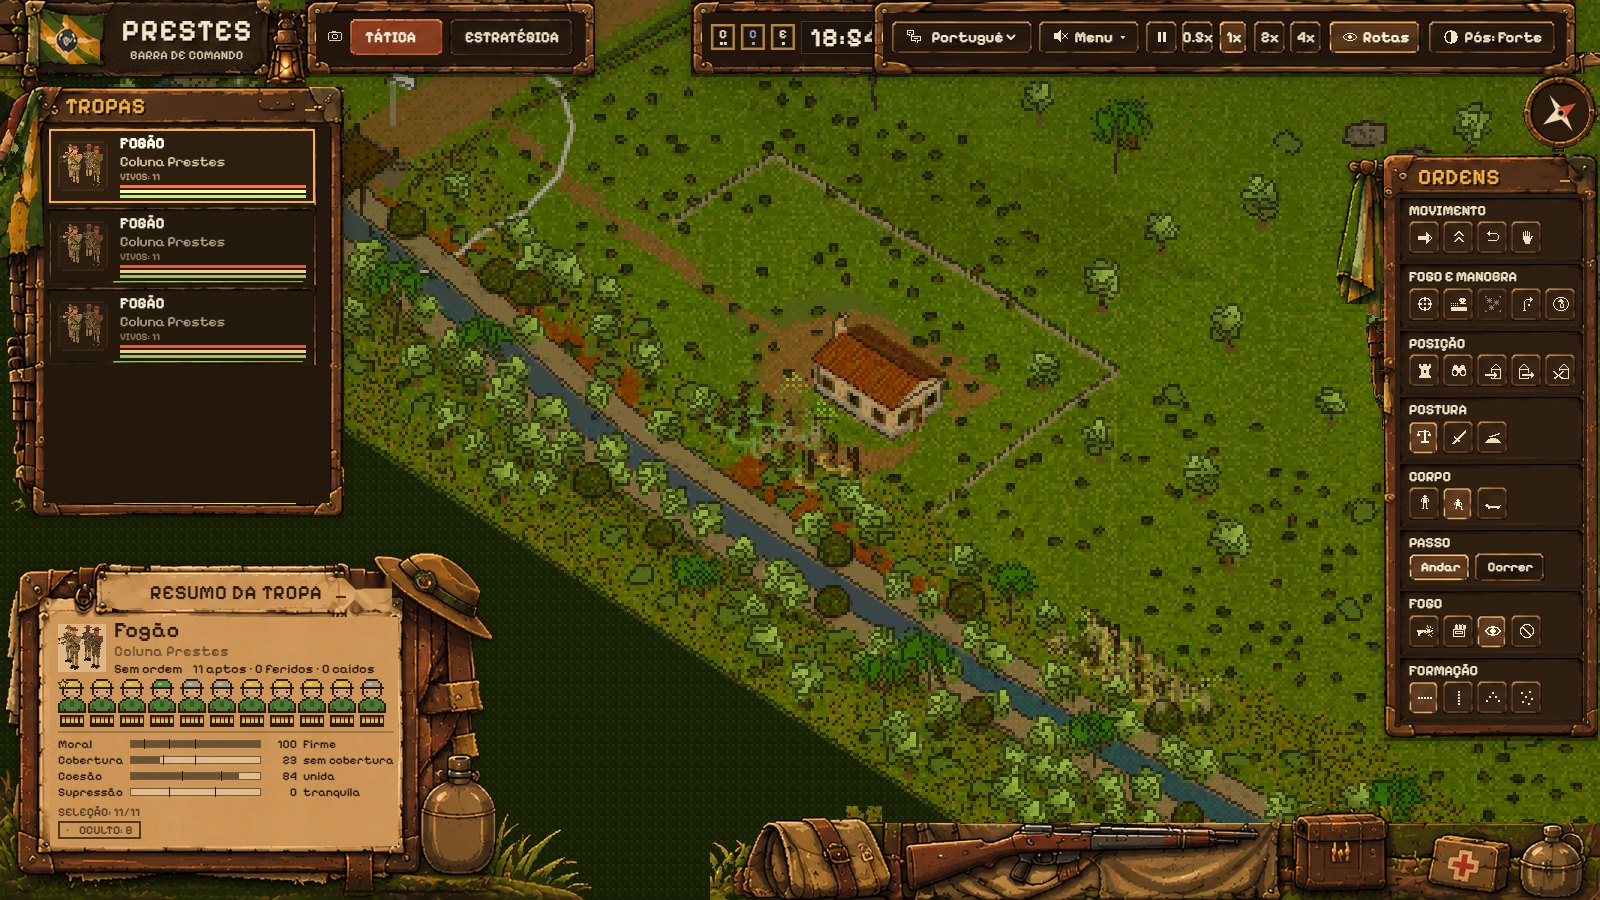 PRESTES
BARRA DE COMANDO
TÁTICA
ESTRATÉGICA
Português
Menu
0.2x
1x
2x
4x
Rotas
Pós: Forte
TROPAS
FOGÃO
Coluna Prestes
VIVOS: 11
FOGÃO
Coluna Prestes
VIVOS: 11
FOGÃO
Coluna Prestes
VIVOS: 11
RESUMO DA TROPA
Fogão
Coluna Prestes
Sem ordem 11 aptos · 0 Feridos · 0 caídos
Moral 100 Firme
Cobertura 23 sem cobertura
Coesão 84 unida
Supressão 0 tranquila
SELEÇÃO: 11/11
· OCULTO: 8
ORDENS
MOVIMENTO
FOGO E MANOBRA
POSIÇÃO
POSTURA
CORPO
PASSO
Andar
Correr
FOGO
FORMAÇÃO